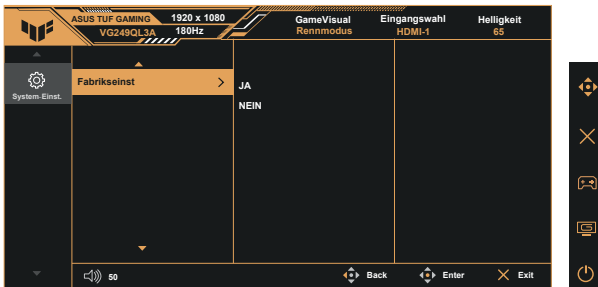 ASUS TUF GAMING 1920 x 1080
VG249QL3A 180Hz
GameVisual
Rennmodus
Eingangswahl
HDMI-1
Helligkeit
65
System-Einst.
Fabrikseinst
JA
NEIN
50
Back
Enter
Exit